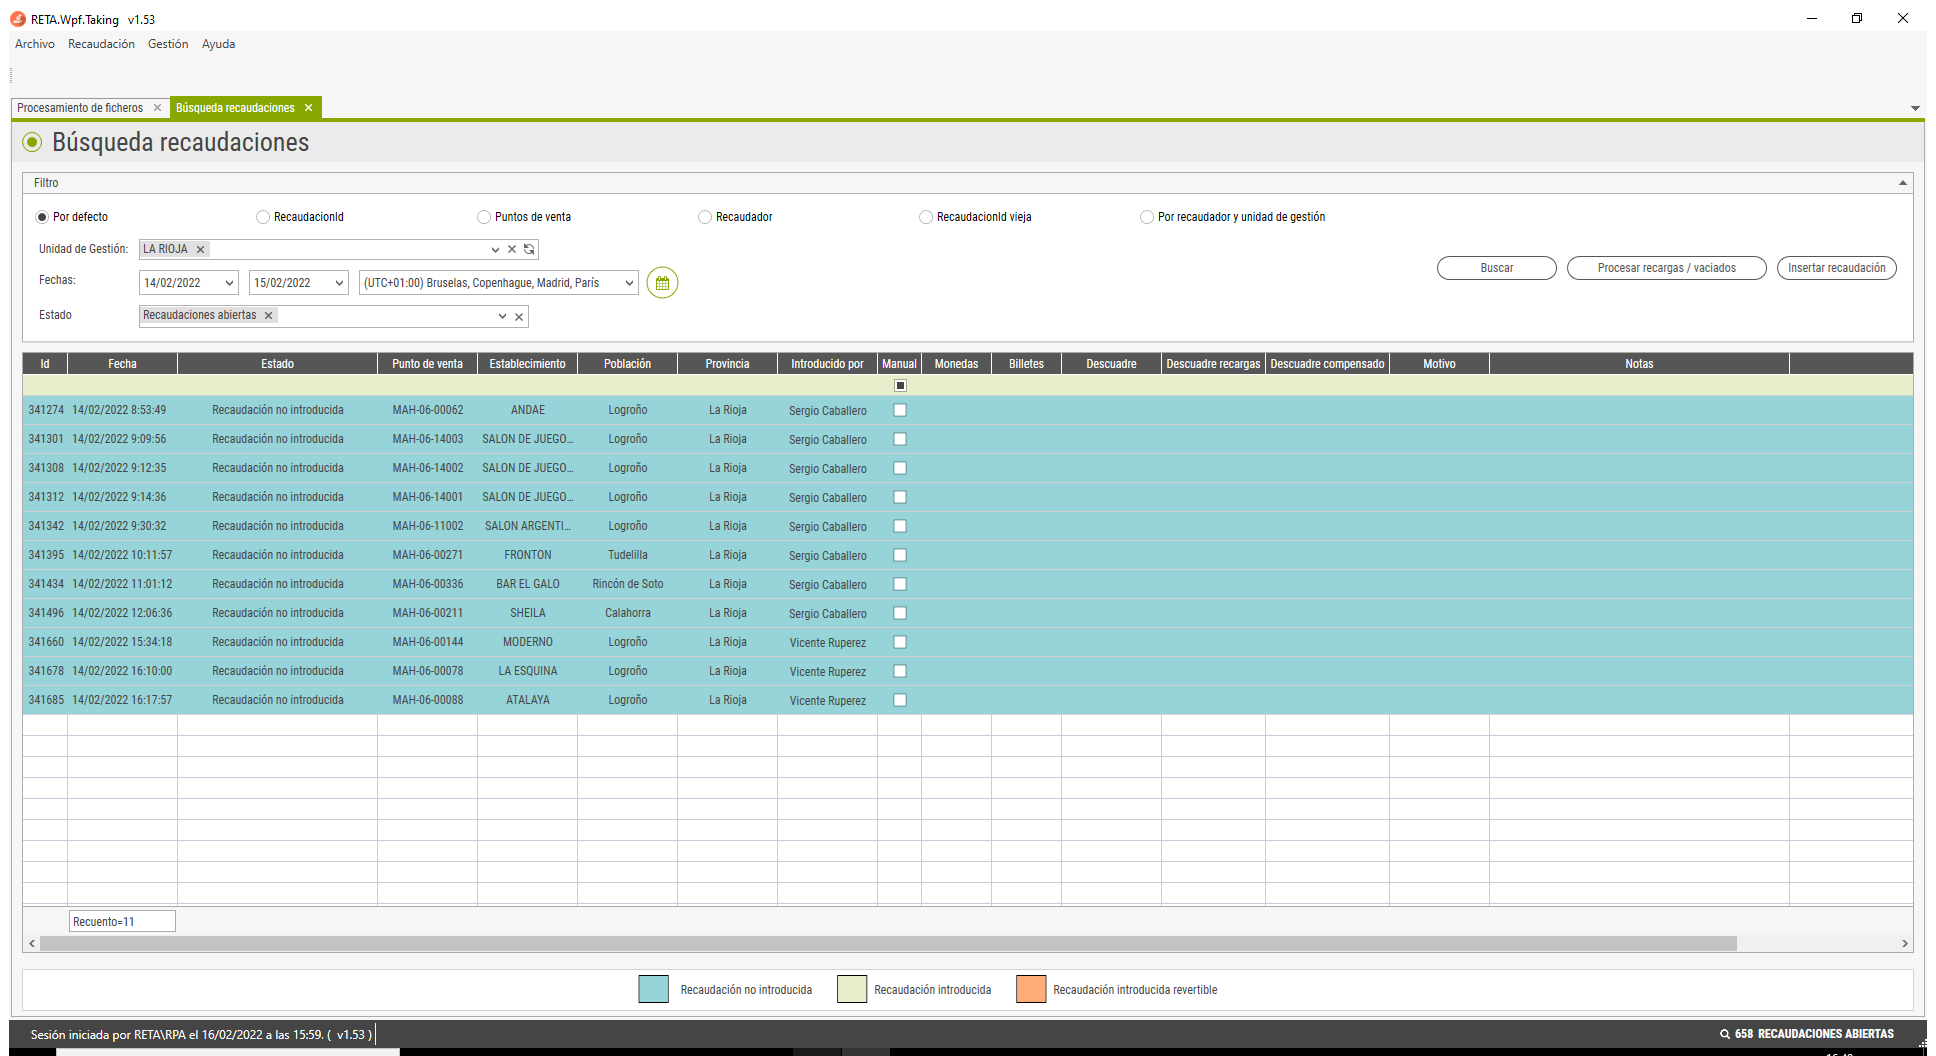 RETA.Wpf.Taking v1.53
Archivo Recaudación Gestión Ayuda
Procesamiento de ficheros Búsqueda recaudaciones
Búsqueda recaudaciones
Filtro
Por defecto RecaudacionId Puntos de venta Recaudador RecaudacionId vieja Por recaudador y unidad de gestión
Unidad de Gestión: LA RIOJA
Buscar Procesar recargas / vaciados Insertar recaudación
Fechas: 14/02/2022 15/02/2022 (UTC+01:00) Bruselas, Copenhague, Madrid, París
Estado Recaudaciones abiertas
Id Fecha Estado Punto de venta Establecimiento Población Provincia Introducido por Manual Monedas Billetes Descuadre Descuadre recargas Descuadre compensado Motivo Notas
341274 14/02/2022 8:53:49 Recaudación no introducida MAH-06-00062 ANDAE Logroño La Rioja Sergio Caballero
341301 14/02/2022 9:09:56 Recaudación no introducida MAH-06-14003 SALON DE JUEGO... Logroño La Rioja Sergio Caballero
341308 14/02/2022 9:12:35 Recaudación no introducida MAH-06-14002 SALON DE JUEGO... Logroño La Rioja Sergio Caballero
341312 14/02/2022 9:14:36 Recaudación no introducida MAH-06-14001 SALON DE JUEGO... Logroño La Rioja Sergio Caballero
341342 14/02/2022 9:30:32 Recaudación no introducida MAH-06-11002 SALON ARGENTI... Logroño La Rioja Sergio Caballero
341395 14/02/2022 10:11:57 Recaudación no introducida MAH-06-00271 FRONTON Tudelilla La Rioja Sergio Caballero
341434 14/02/2022 11:01:12 Recaudación no introducida MAH-06-00336 BAR EL GALO Rincón de Soto La Rioja Sergio Caballero
341496 14/02/2022 12:06:36 Recaudación no introducida MAH-06-00211 SHEILA Calahorra La Rioja Sergio Caballero
341660 14/02/2022 15:34:18 Recaudación no introducida MAH-06-00144 MODERNO Logroño La Rioja Vicente Ruperez
341678 14/02/2022 16:10:00 Recaudación no introducida MAH-06-00078 LA ESQUINA Logroño La Rioja Vicente Ruperez
341685 14/02/2022 16:17:57 Recaudación no introducida MAH-06-00088 ATALAYA Logroño La Rioja Vicente Ruperez
Recuento=11
Recaudación no introducida Recaudación introducida Recaudación introducida revertible
Sesión iniciada por RETA\RPA el 16/02/2022 a las 15:59. ( v1.53 ) 658 RECAUDACIONES ABIERTAS